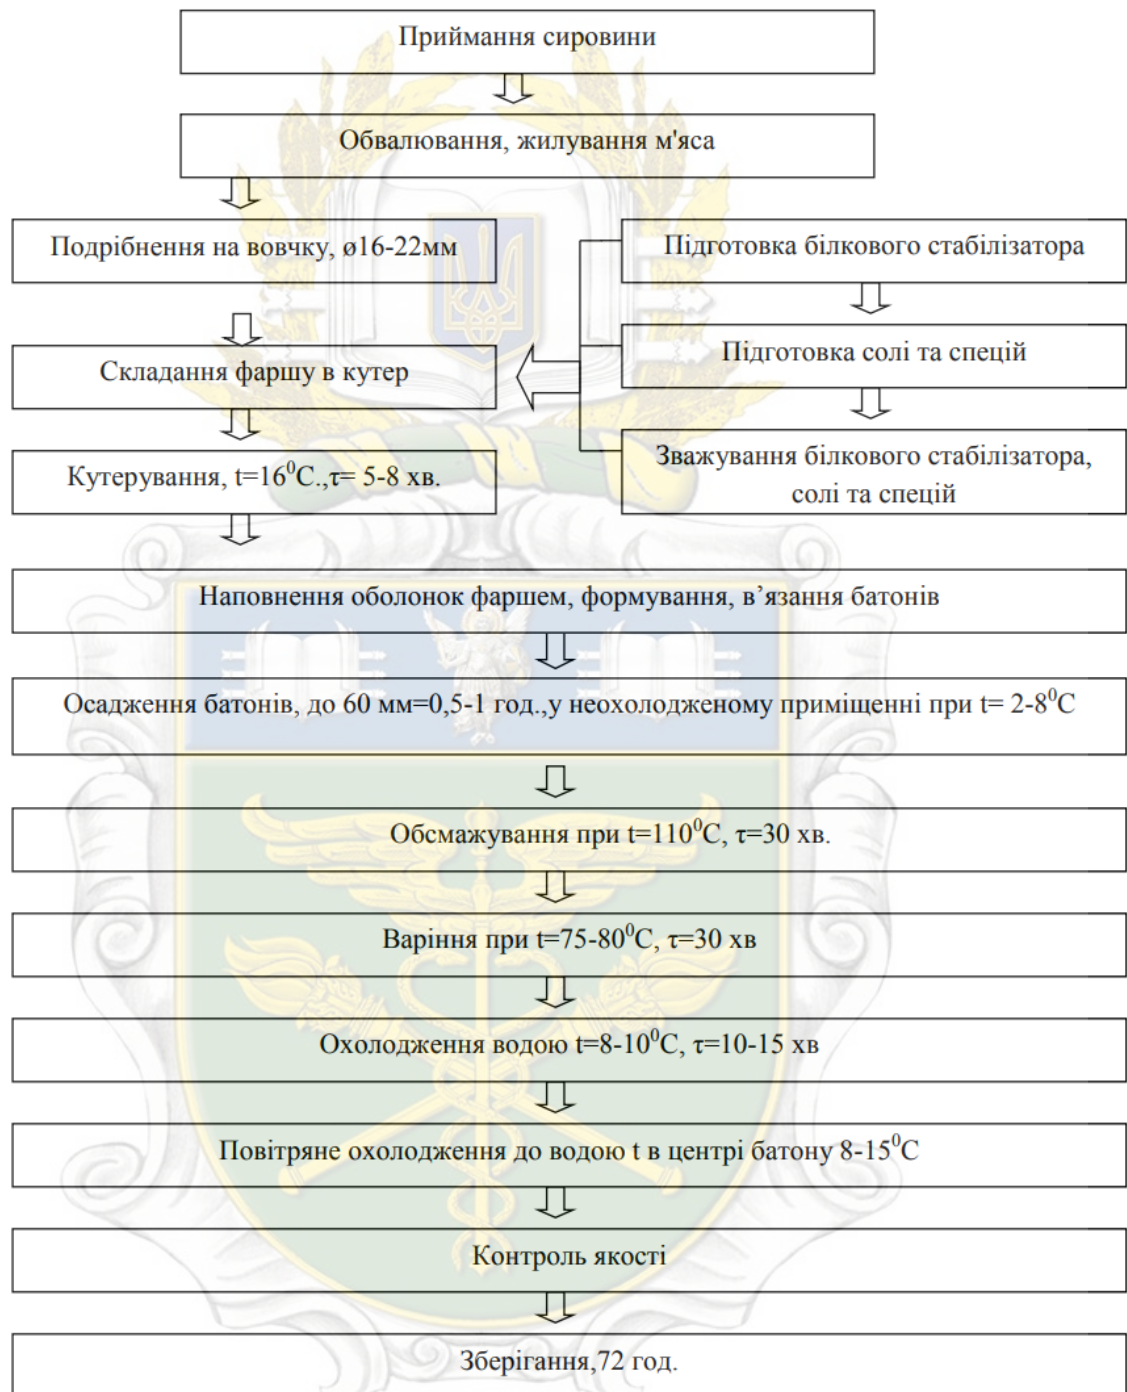 Приймання сировини
Обвалювання, жилування м'яса
Подрібнення на вовчку, ø16-22мм
Підготовка білкового стабілізатора
Складання фаршу в кутер
Підготовка солі та спецій
Кутерування, t=16⁰С.,τ= 5-8 хв.
Зважування білкового стабілізатора,
солі та спецій
Наповнення оболонок фаршем, формування, в’язання батонів
Осадження батонів, до 60 мм=0,5-1 год.,у неохолодженому приміщенні при t= 2-8⁰С
Обсмажування при t=110⁰С, τ=30 хв.
Варіння при t=75-80⁰С, τ=30 хв
Охолодження водою t=8-10⁰С, τ=10-15 хв
Повітряне охолодження до водою t в центрі батону 8-15⁰С
Контроль якості
Зберігання,72 год.